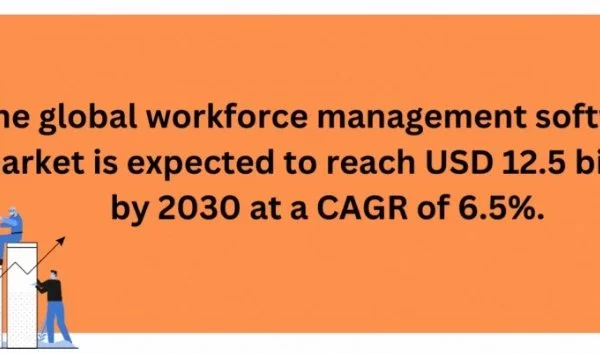 he global workforce management soft
arket is expected to reach USD 12.5 bi
by 2030 at a CAGR of 6.5%.